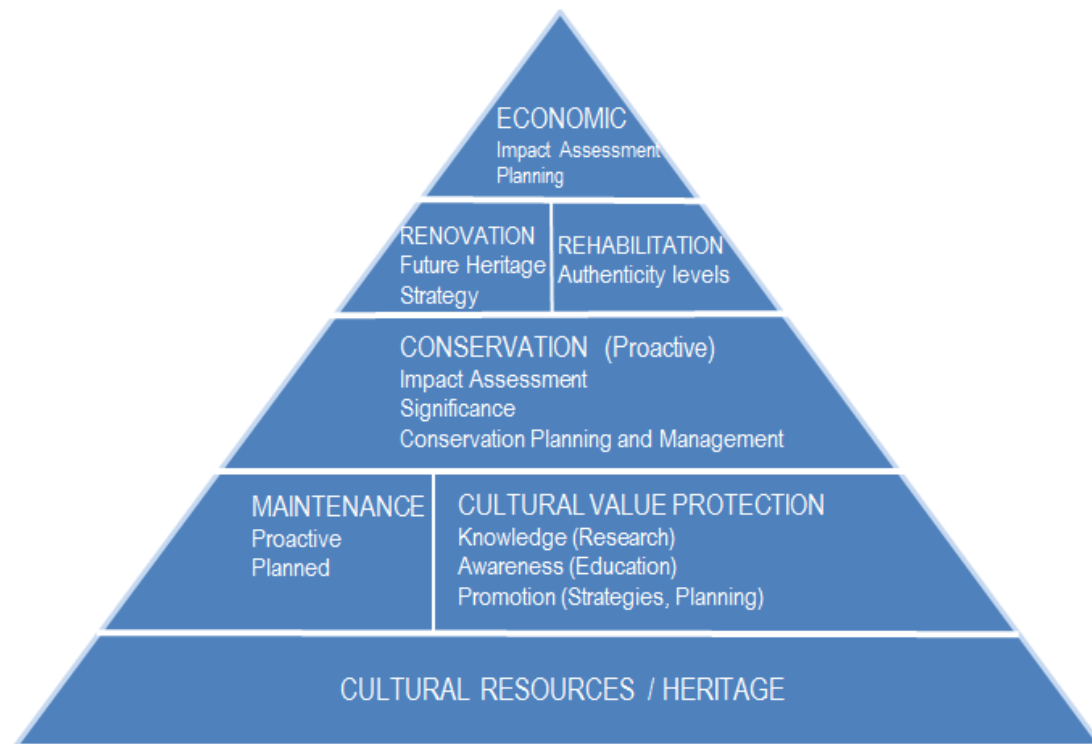 ECONOMIC
Impact Assessment
Planning
RENOVATION
Future Heritage
Strategy
REHABILITATION
Authenticity levels
CONSERVATION (Proactive)
Impact Assessment
Significance
Conservation Planning and Management
MAINTENANCE
Proactive
Planned
CULTURAL VALUE PROTECTION
Knowledge (Research)
Awareness (Education)
Promotion (Strategies, Planning)
CULTURAL RESOURCES / HERITAGE